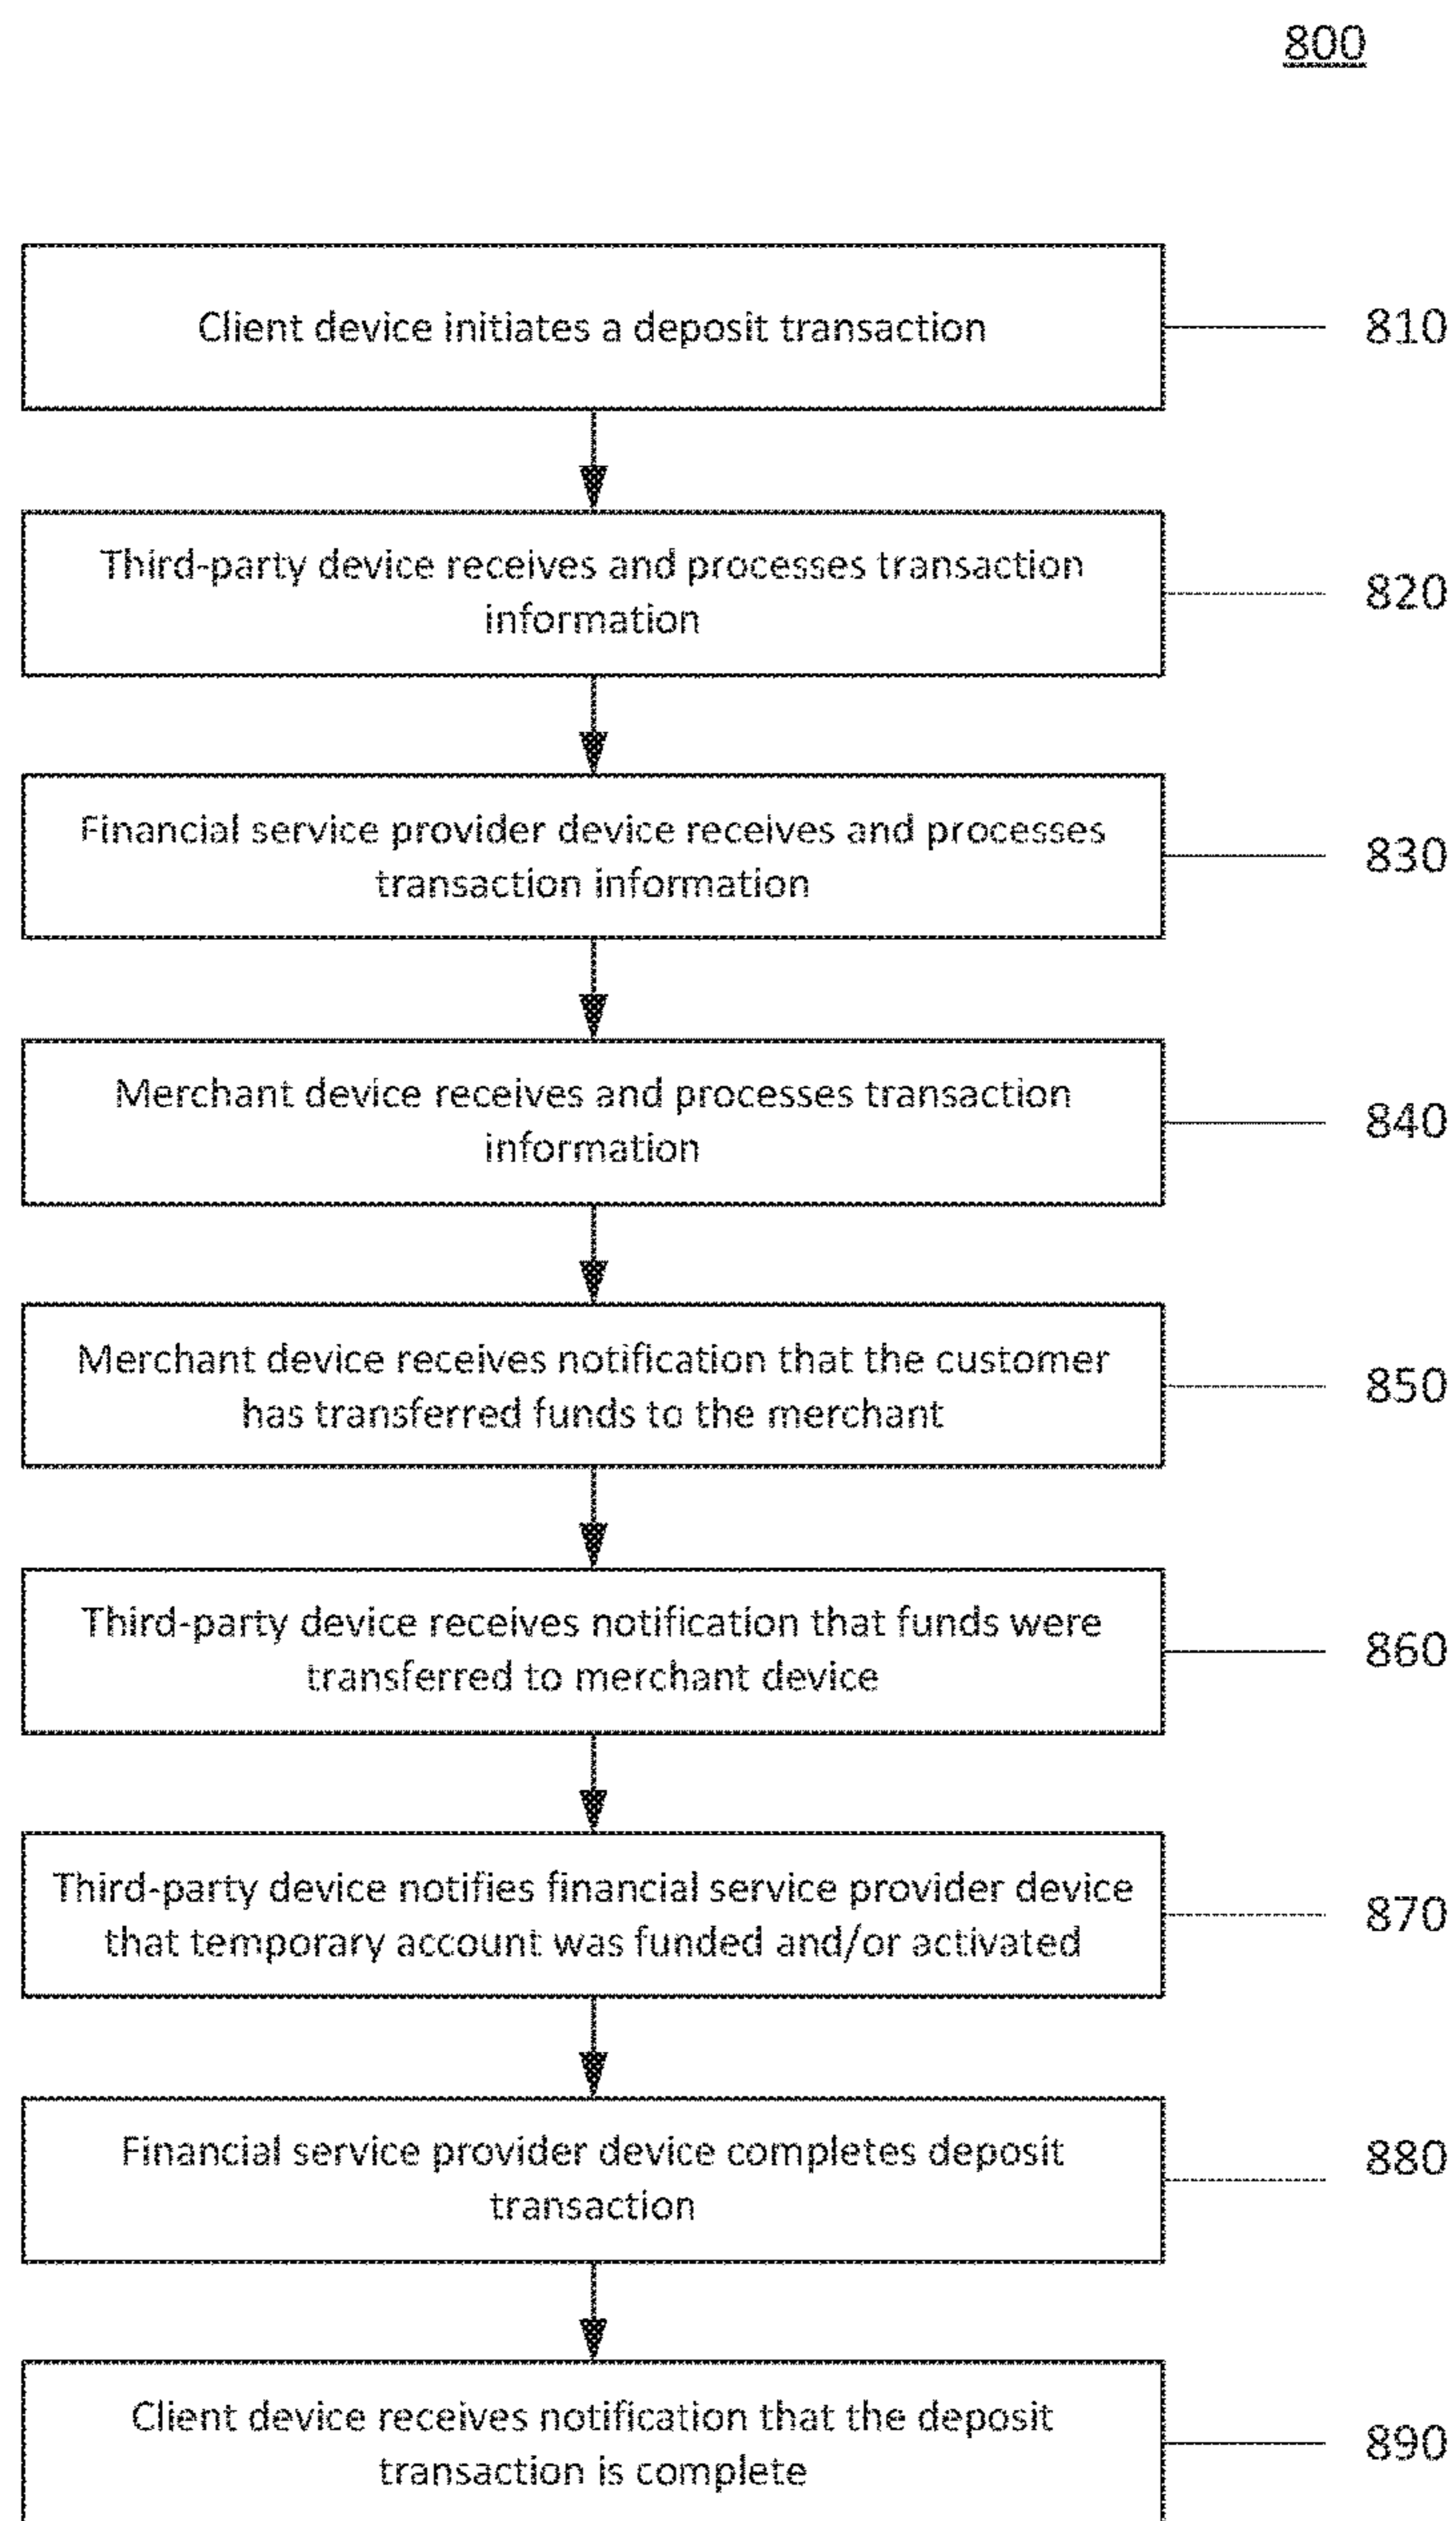 800
Client device initiates a deposit transaction
810
Third-party device receives and processes transaction
information
820
Financial service provider device receives and processes
transaction information
830
Merchant device receives and processes transaction
information
840
Merchant device receives notification that the customer
has transferred funds to the merchant
850
Third-party device receives notification that funds were
transferred to merchant device
860
Third-party device notifies financial service provider device
that temporary account was funded and/or activated
870
Financial service provider device completes deposit
transaction
880
Client device receives notification that the deposit
transaction is complete
890